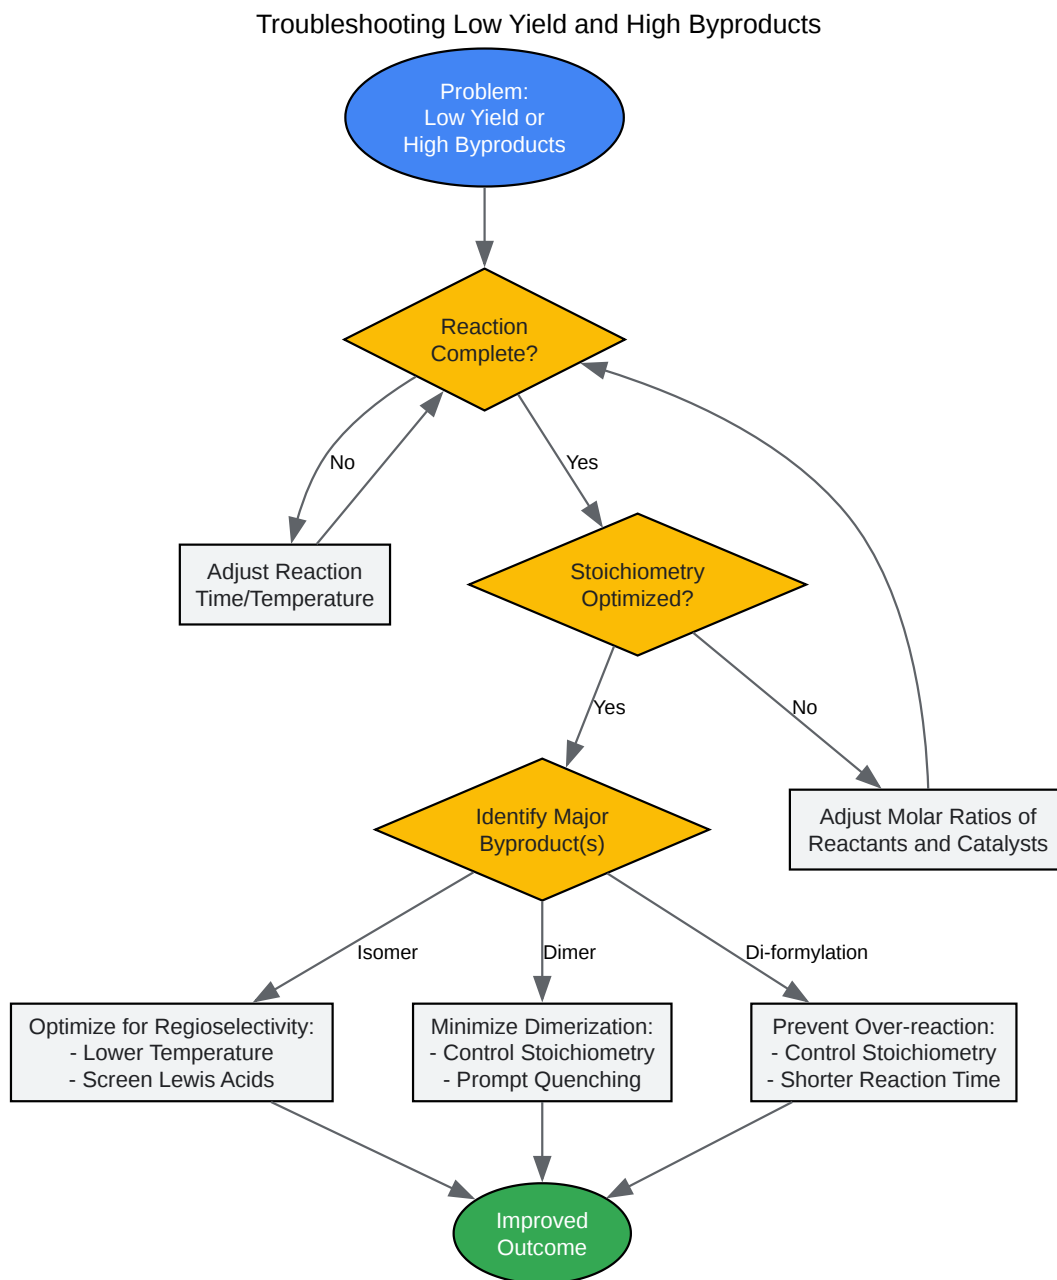 Troubleshooting Low Yield and High Byproducts
Problem:
Low Yield or
High Byproducts
Reaction
Complete?
No
Yes
Adjust Reaction
Time/Temperature
Stoichiometry
Optimized?
Yes
No
Identify Major
Byproduct(s)
Adjust Molar Ratios of
Reactants and Catalysts
Isomer
Dimer
Di-formylation
Optimize for Regioselectivity:
- Lower Temperature
- Screen Lewis Acids
Minimize Dimerization:
- Control Stoichiometry
- Prompt Quenching
Prevent Over-reaction:
- Control Stoichiometry
- Shorter Reaction Time
Improved
Outcome